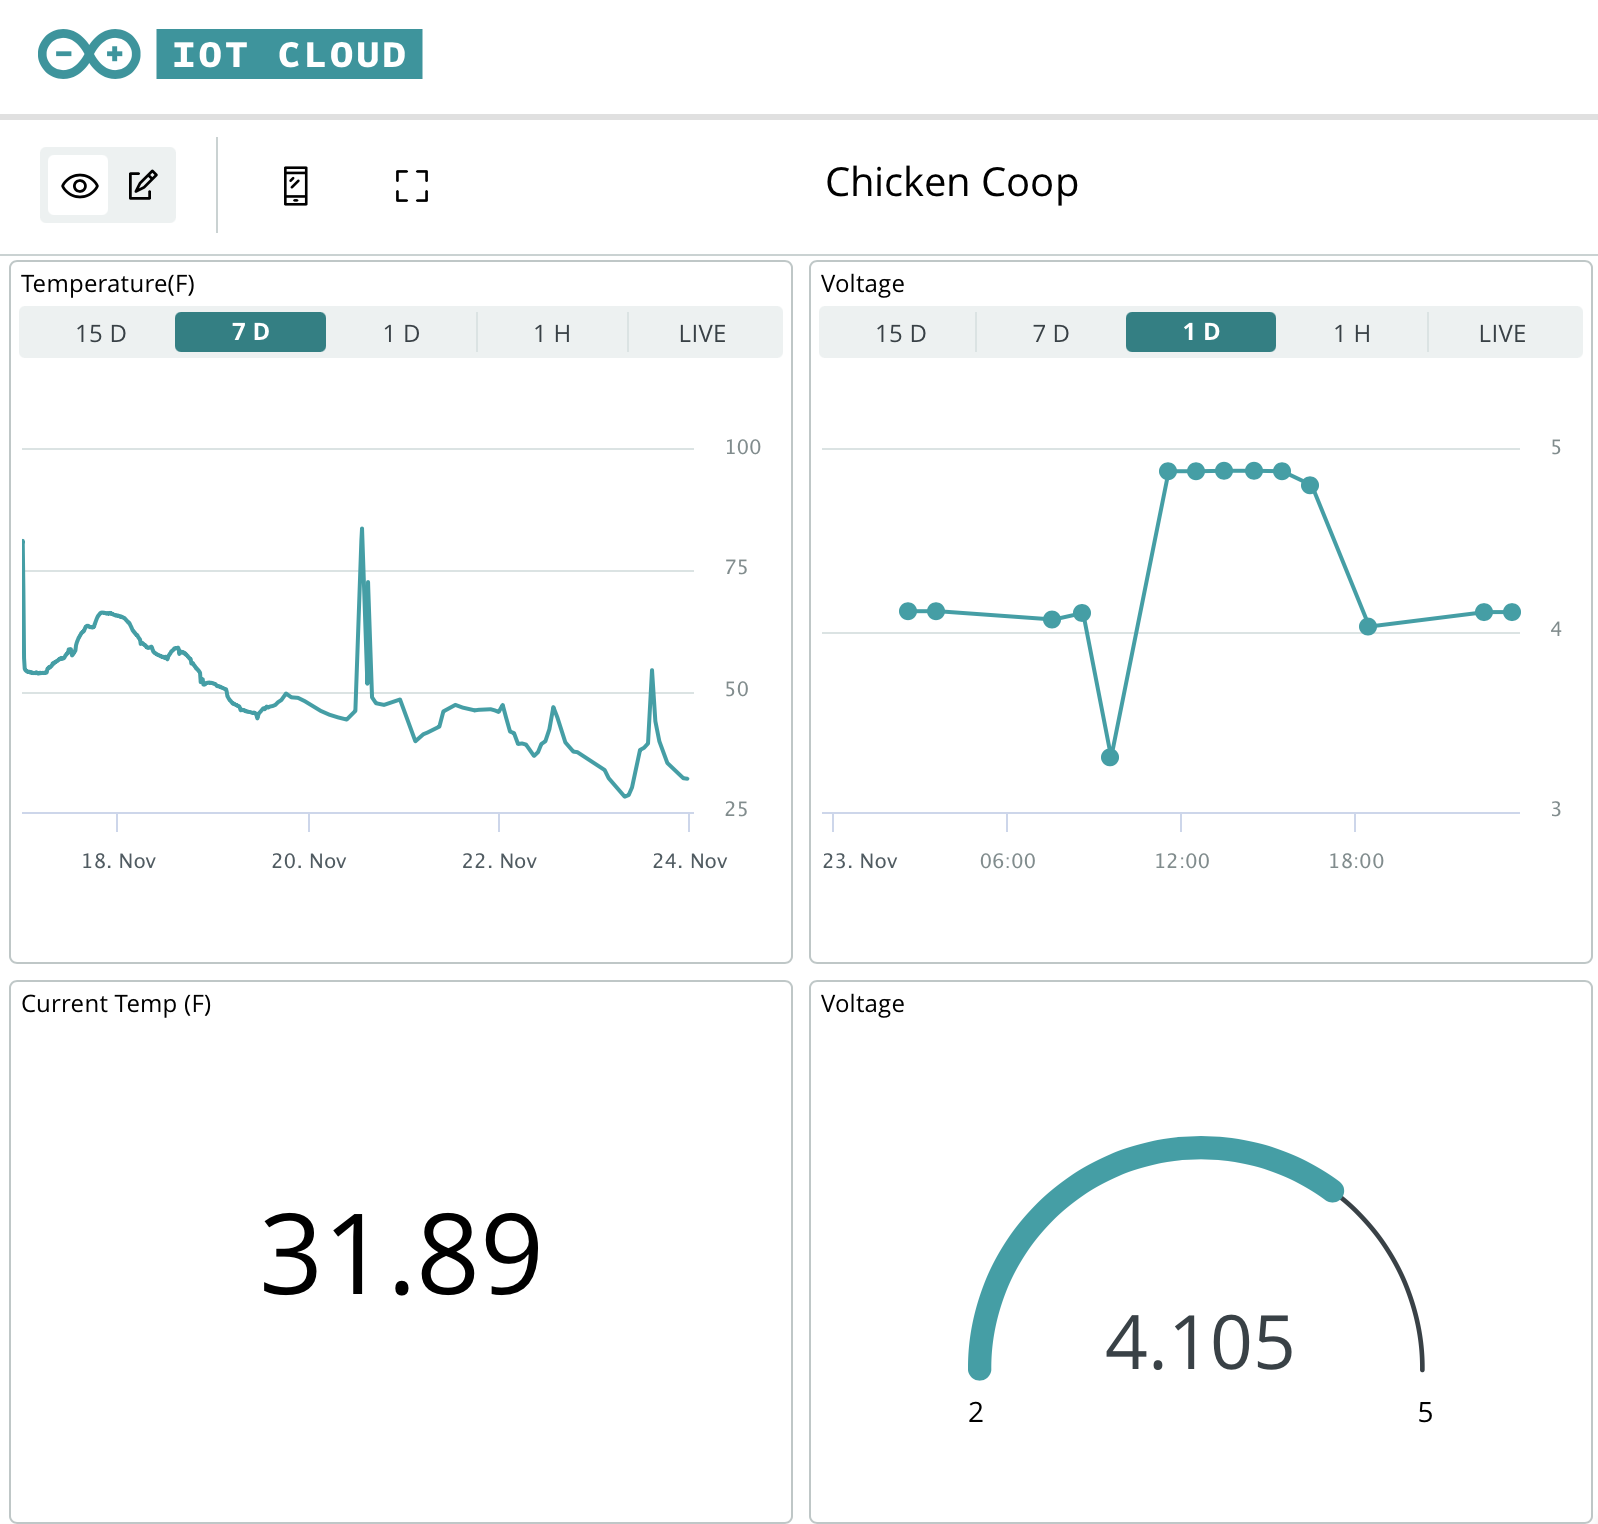 IOT CLOUD
Chicken Coop
Temperature(F)
15 D 7 D 1 D 1 H LIVE
100
75
50
25
18. Nov 20. Nov 22. Nov 24. Nov
Voltage
15 D 7 D 1 D 1 H LIVE
5
4
3
23. Nov 06:00 12:00 18:00
Current Temp (F)
31.89
Voltage
4.105
2 5